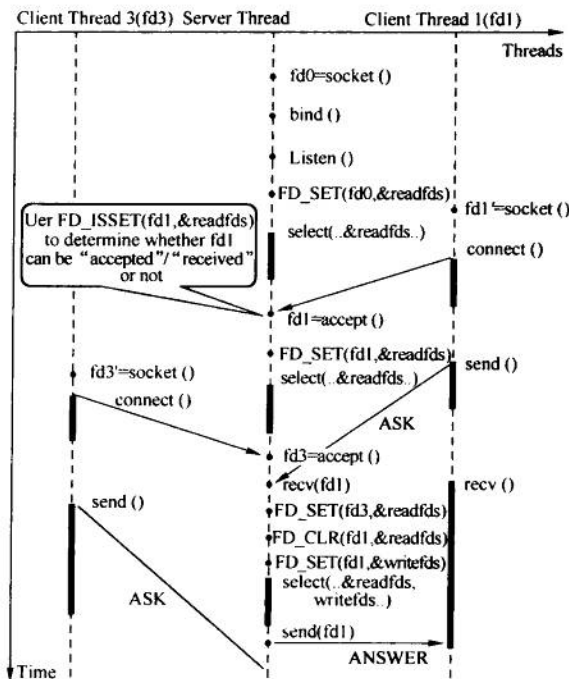 Client Thread 3(fd3) Server Thread Client Thread 1(fd1)
Threads
fd0=socket ()
bind ()
Listen ()
FD_SET(fd0,&readfds)
Uer FD_ISSET(fd1,&readfds)
to determine whether fd1
can be "accepted"/"received"
or not
fd1'=socket ()
select(..&readfds..)
connect ()
fd1=accept ()
FD_SET(fd1,&readfds)
fd3'=socket ()
select(..&readfds..)
send ()
connect ()
ASK
fd3=accept ()
recv(fd1)
recv ()
send ()
FD_SET(fd3,&readfds)
FD_CLR(fd1,&readfds)
FD_SET(fd1,&writefds)
select(..&readfds,
writefds..)
ASK
send(fd1)
ANSWER
Time